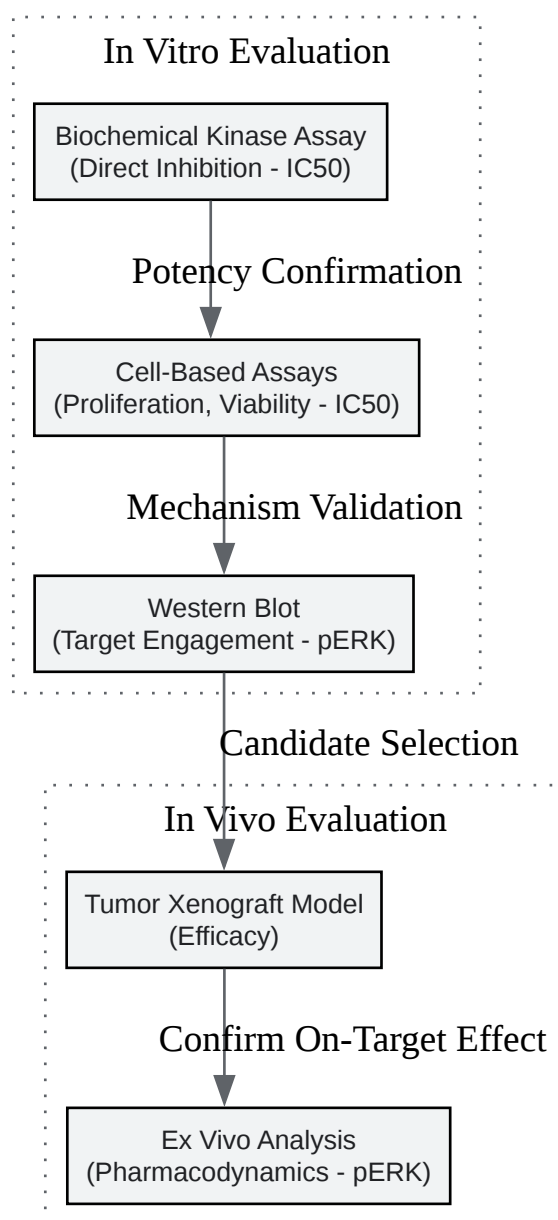 In Vitro Evaluation
Biochemical Kinase Assay
(Direct Inhibition - IC50)
Potency Confirmation
Cell-Based Assays
(Proliferation, Viability - IC50)
Mechanism Validation
Western Blot
(Target Engagement - pERK)
Candidate Selection
In Vivo Evaluation
Tumor Xenograft Model
(Efficacy)
Confirm On-Target Effect
Ex Vivo Analysis
(Pharmacodynamics - pERK)